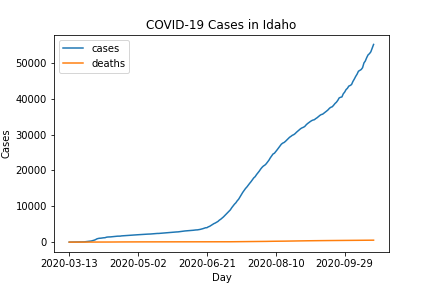 COVID-19 Cases in Idaho
cases
deaths
50000
40000
30000
20000
10000
0
Cases
2020-03-13 2020-05-02 2020-06-21 2020-08-10 2020-09-29
Day